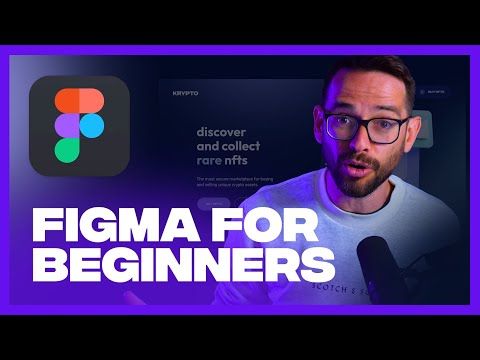 KRYPTO
discover
and collect
rare nfts
The most secure marketplace for buying
and selling unique crypto assets.
FIGMA FOR
BEGINNERS